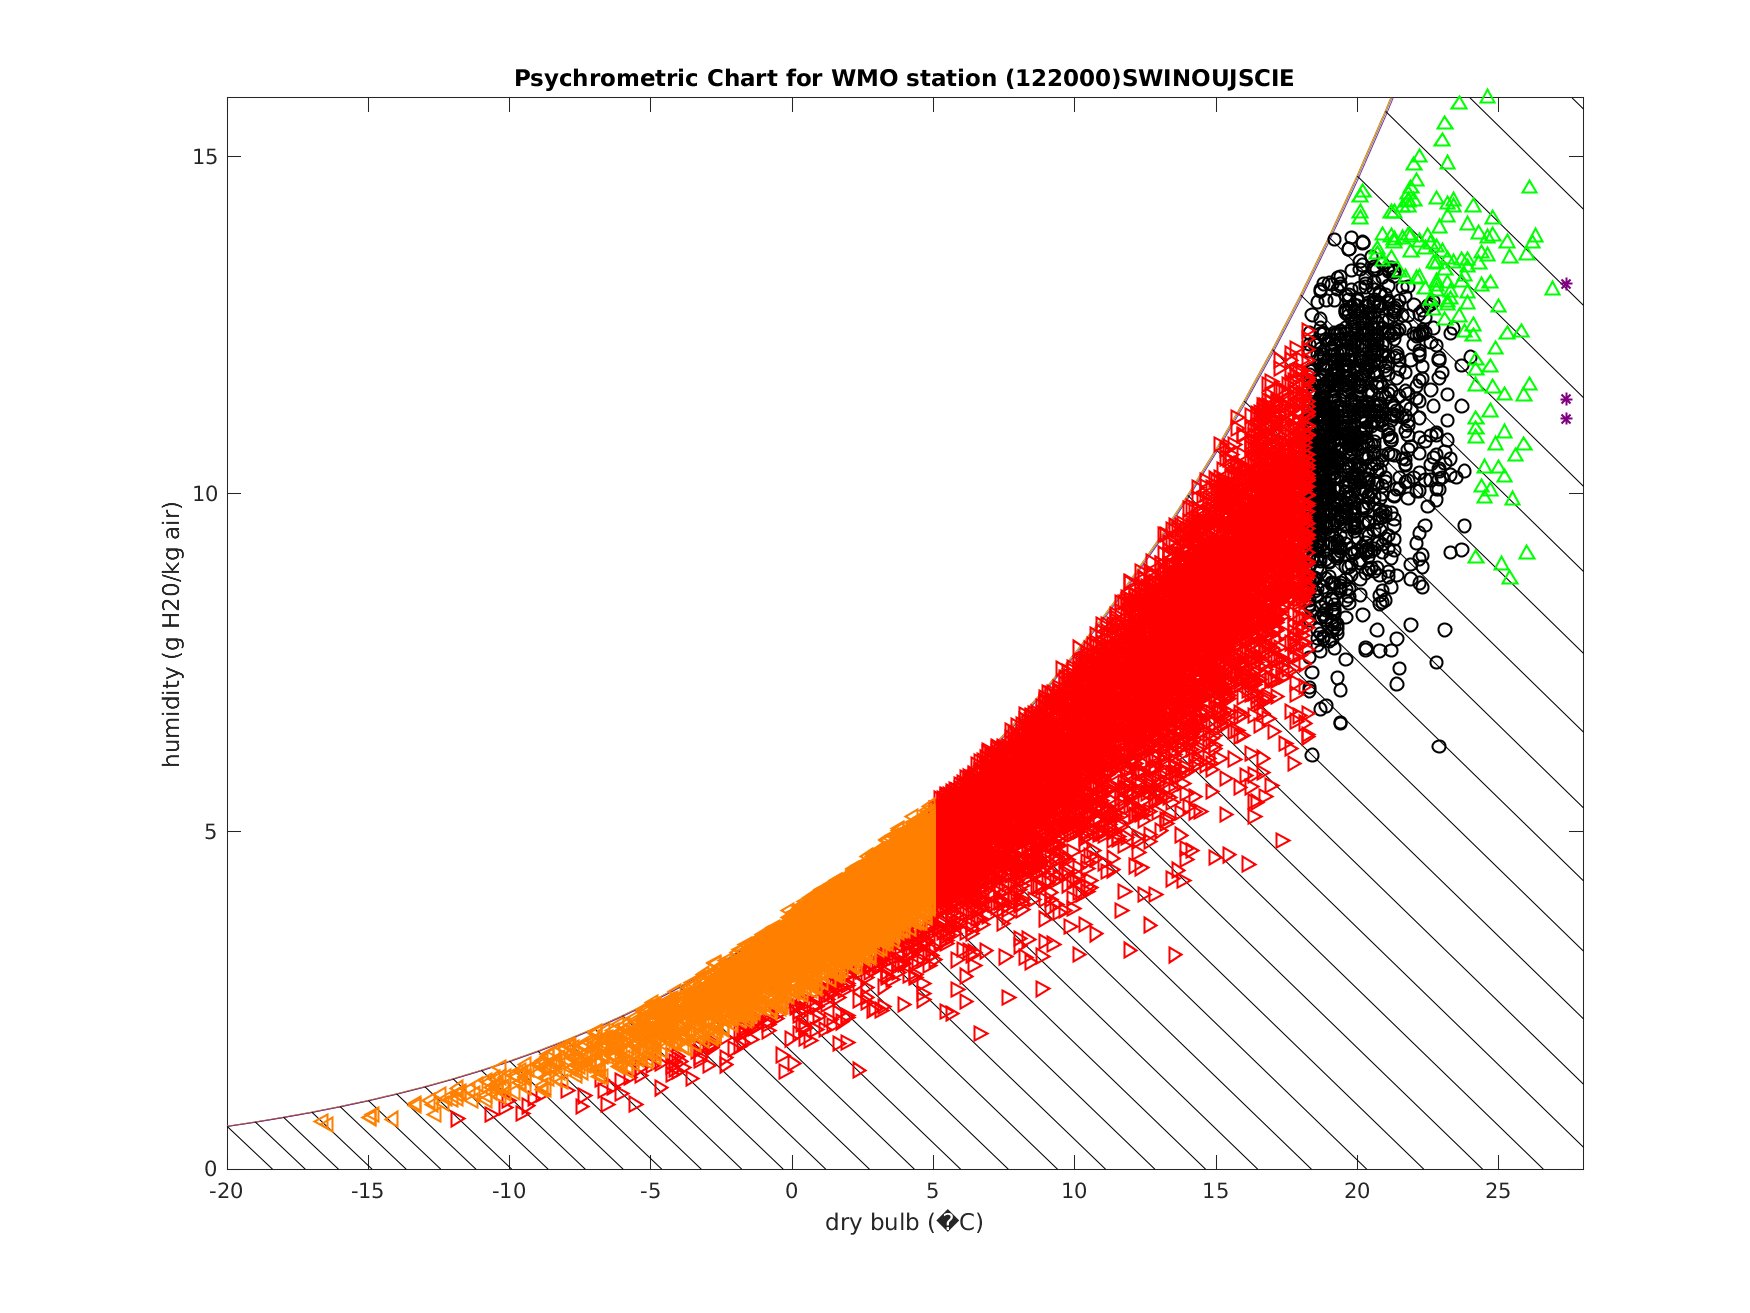 Psychrometric Chart for WMO station (122000)SWINOUJSCIE
15
10
5
0
humidity (g H20/kg air)
-20 -15 -10 -5 0 5 10 15 20 25
dry bulb (�C)